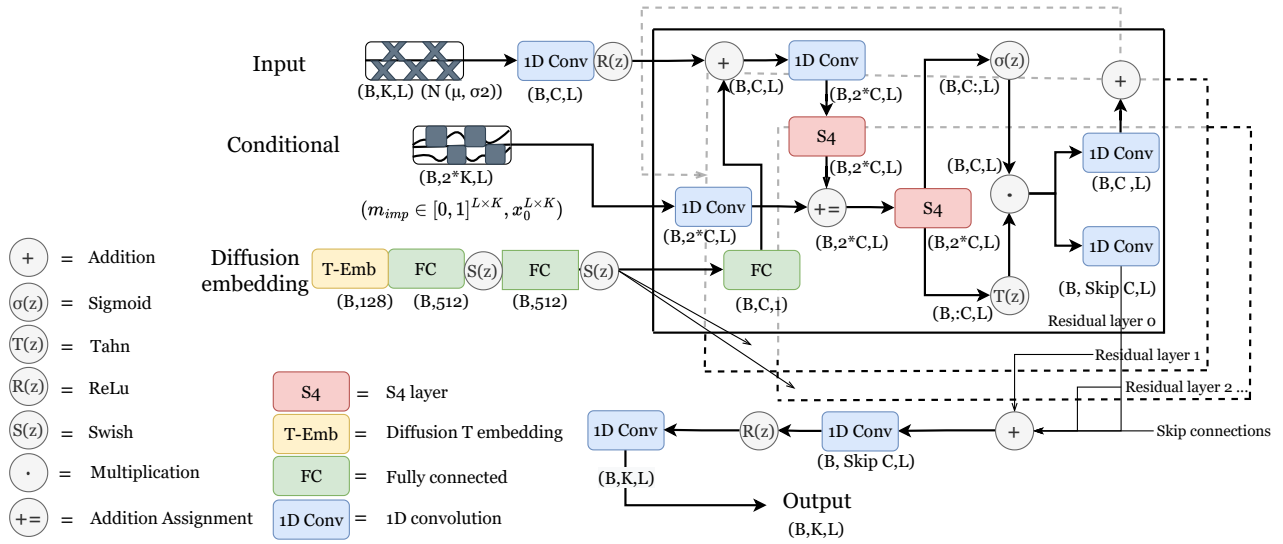 Input
(B,K,L) (N (μ, σ2))
1D Conv
R(z)
(B,C,L)
+
(B,C,L)
1D Conv
(B,2*C,L)
S4
(B,2*C,L)
σ(z)
(B,C:,L)
+
Conditional
(B,2*K,L)
(m_{imp} ∈ [0, 1]^{L×K}, x_0^{L×K})
1D Conv
(B,2*C,L)
+=
(B,2*C,L)
S4
(B,2*C,L)
(B,C,L)
·
1D Conv
(B,C ,L)
1D Conv
(B, Skip C,L)
T(z)
(B,:C,L)
Residual layer 0
Diffusion
embedding
T-Emb
(B,128)
FC
(B,512)
S(z)
FC
(B,512)
S(z)
FC
(B,C,1)
Residual layer 1
Residual layer 2 ...
Skip connections
+
1D Conv
(B, Skip C,L)
R(z)
1D Conv
(B,K,L)
Output
(B,K,L)
+ = Addition
σ(z) = Sigmoid
T(z) = Tahn
R(z) = ReLu
S(z) = Swish
· = Multiplication
+= = Addition Assignment
S4 = S4 layer
T-Emb = Diffusion T embedding
FC = Fully connected
1D Conv = 1D convolution